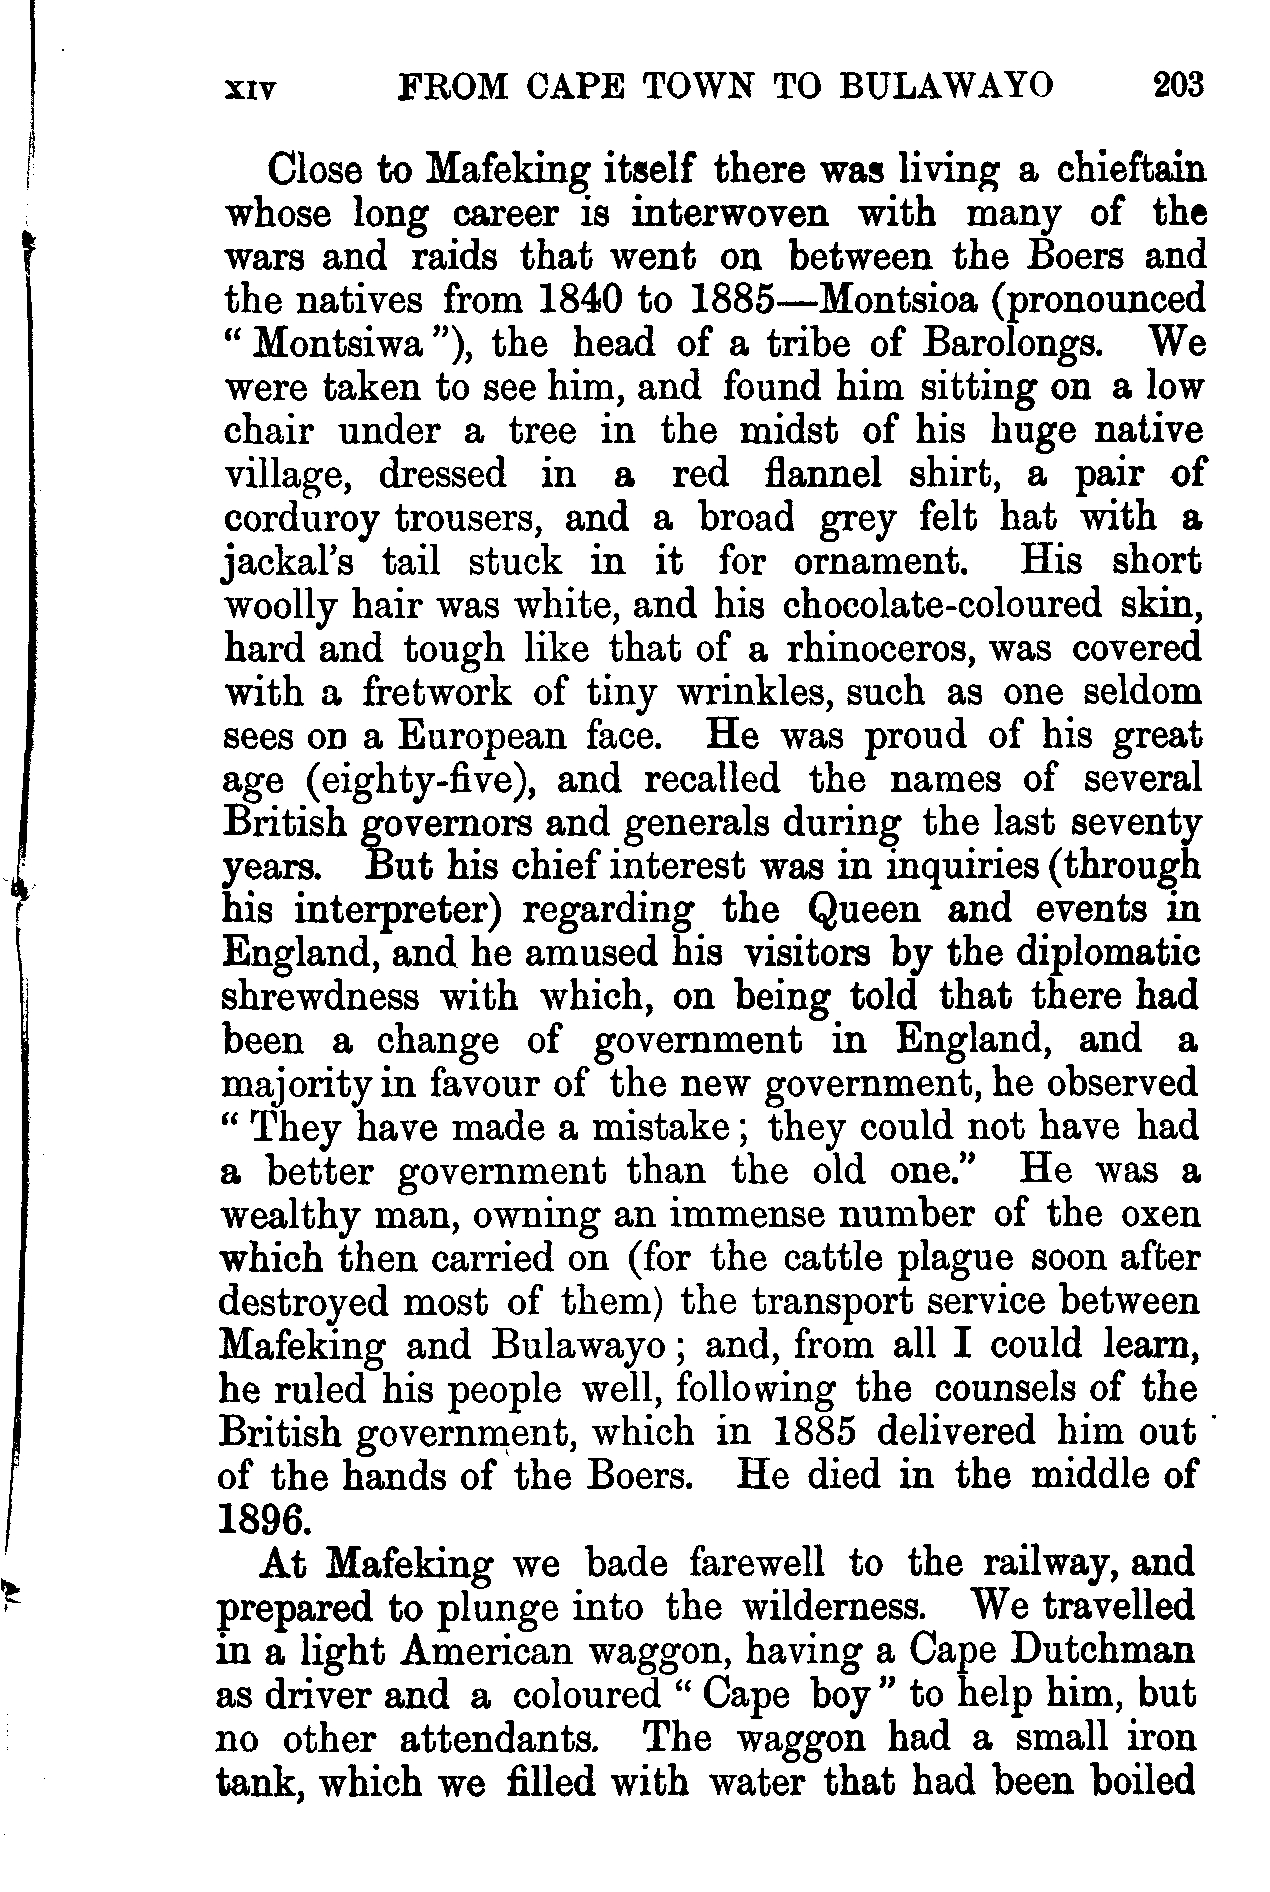 XIV FROM CAPE TOWN TO BULAWAYO 203
Close to Mafeking itself there was living a chieftain
whose long career is interwoven with many of the
wars and raids that went on between the Boers and
the natives from 1840 to 1885—Montsioa (pronounced
“ Montsiwa ”), the head of a tribe of Barolongs. We
were taken to see him, and found him sitting on a low
chair under a tree in the midst of his huge native
village, dressed in a red flannel shirt, a pair of
corduroy trousers, and a broad grey felt hat with a
jackal’s tail stuck in it for ornament. His short
woolly hair was white, and his chocolate-coloured skin,
hard and tough like that of a rhinoceros, was covered
with a fretwork of tiny wrinkles, such as one seldom
sees on a European face. He was proud of his great
age (eighty-five), and recalled the names of several
British governors and generals during the last seventy
years. But his chief interest was in inquiries (through
his interpreter) regarding the Queen and events in
England, and he amused his visitors by the diplomatic
shrewdness with which, on being told that there had
been a change of government in England, and a
majority in favour of the new government, he observed
“ They have made a mistake ; they could not have had
a better government than the old one.” He was a
wealthy man, owning an immense number of the oxen
which then carried on (for the cattle plague soon after
destroyed most of them) the transport service between
Mafeking and Bulawayo ; and, from all I could learn,
he ruled his people well, following the counsels of the
British government, which in 1885 delivered him out
of the hands of the Boers. He died in the middle of
1896.
At Mafeking we bade farewell to the railway, and
prepared to plunge into the wilderness. We travelled
in a light American waggon, having a Cape Dutchman
as driver and a coloured “ Cape boy ” to help him, but
no other attendants. The waggon had a small iron
tank, which we filled with water that had been boiled